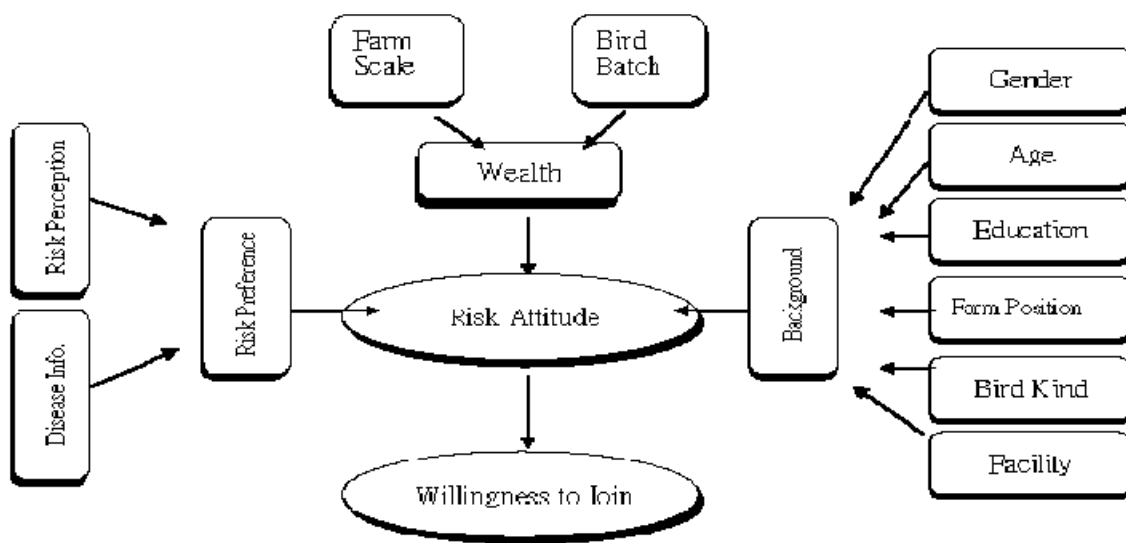 Farm
Scale
Bird
Batch
Wealth
Risk Perception
Disease Info.
Risk Preference
Risk Attitude
Willingness to Join
Background
Gender
Age
Education
Farm Position
Bird Kind
Facility